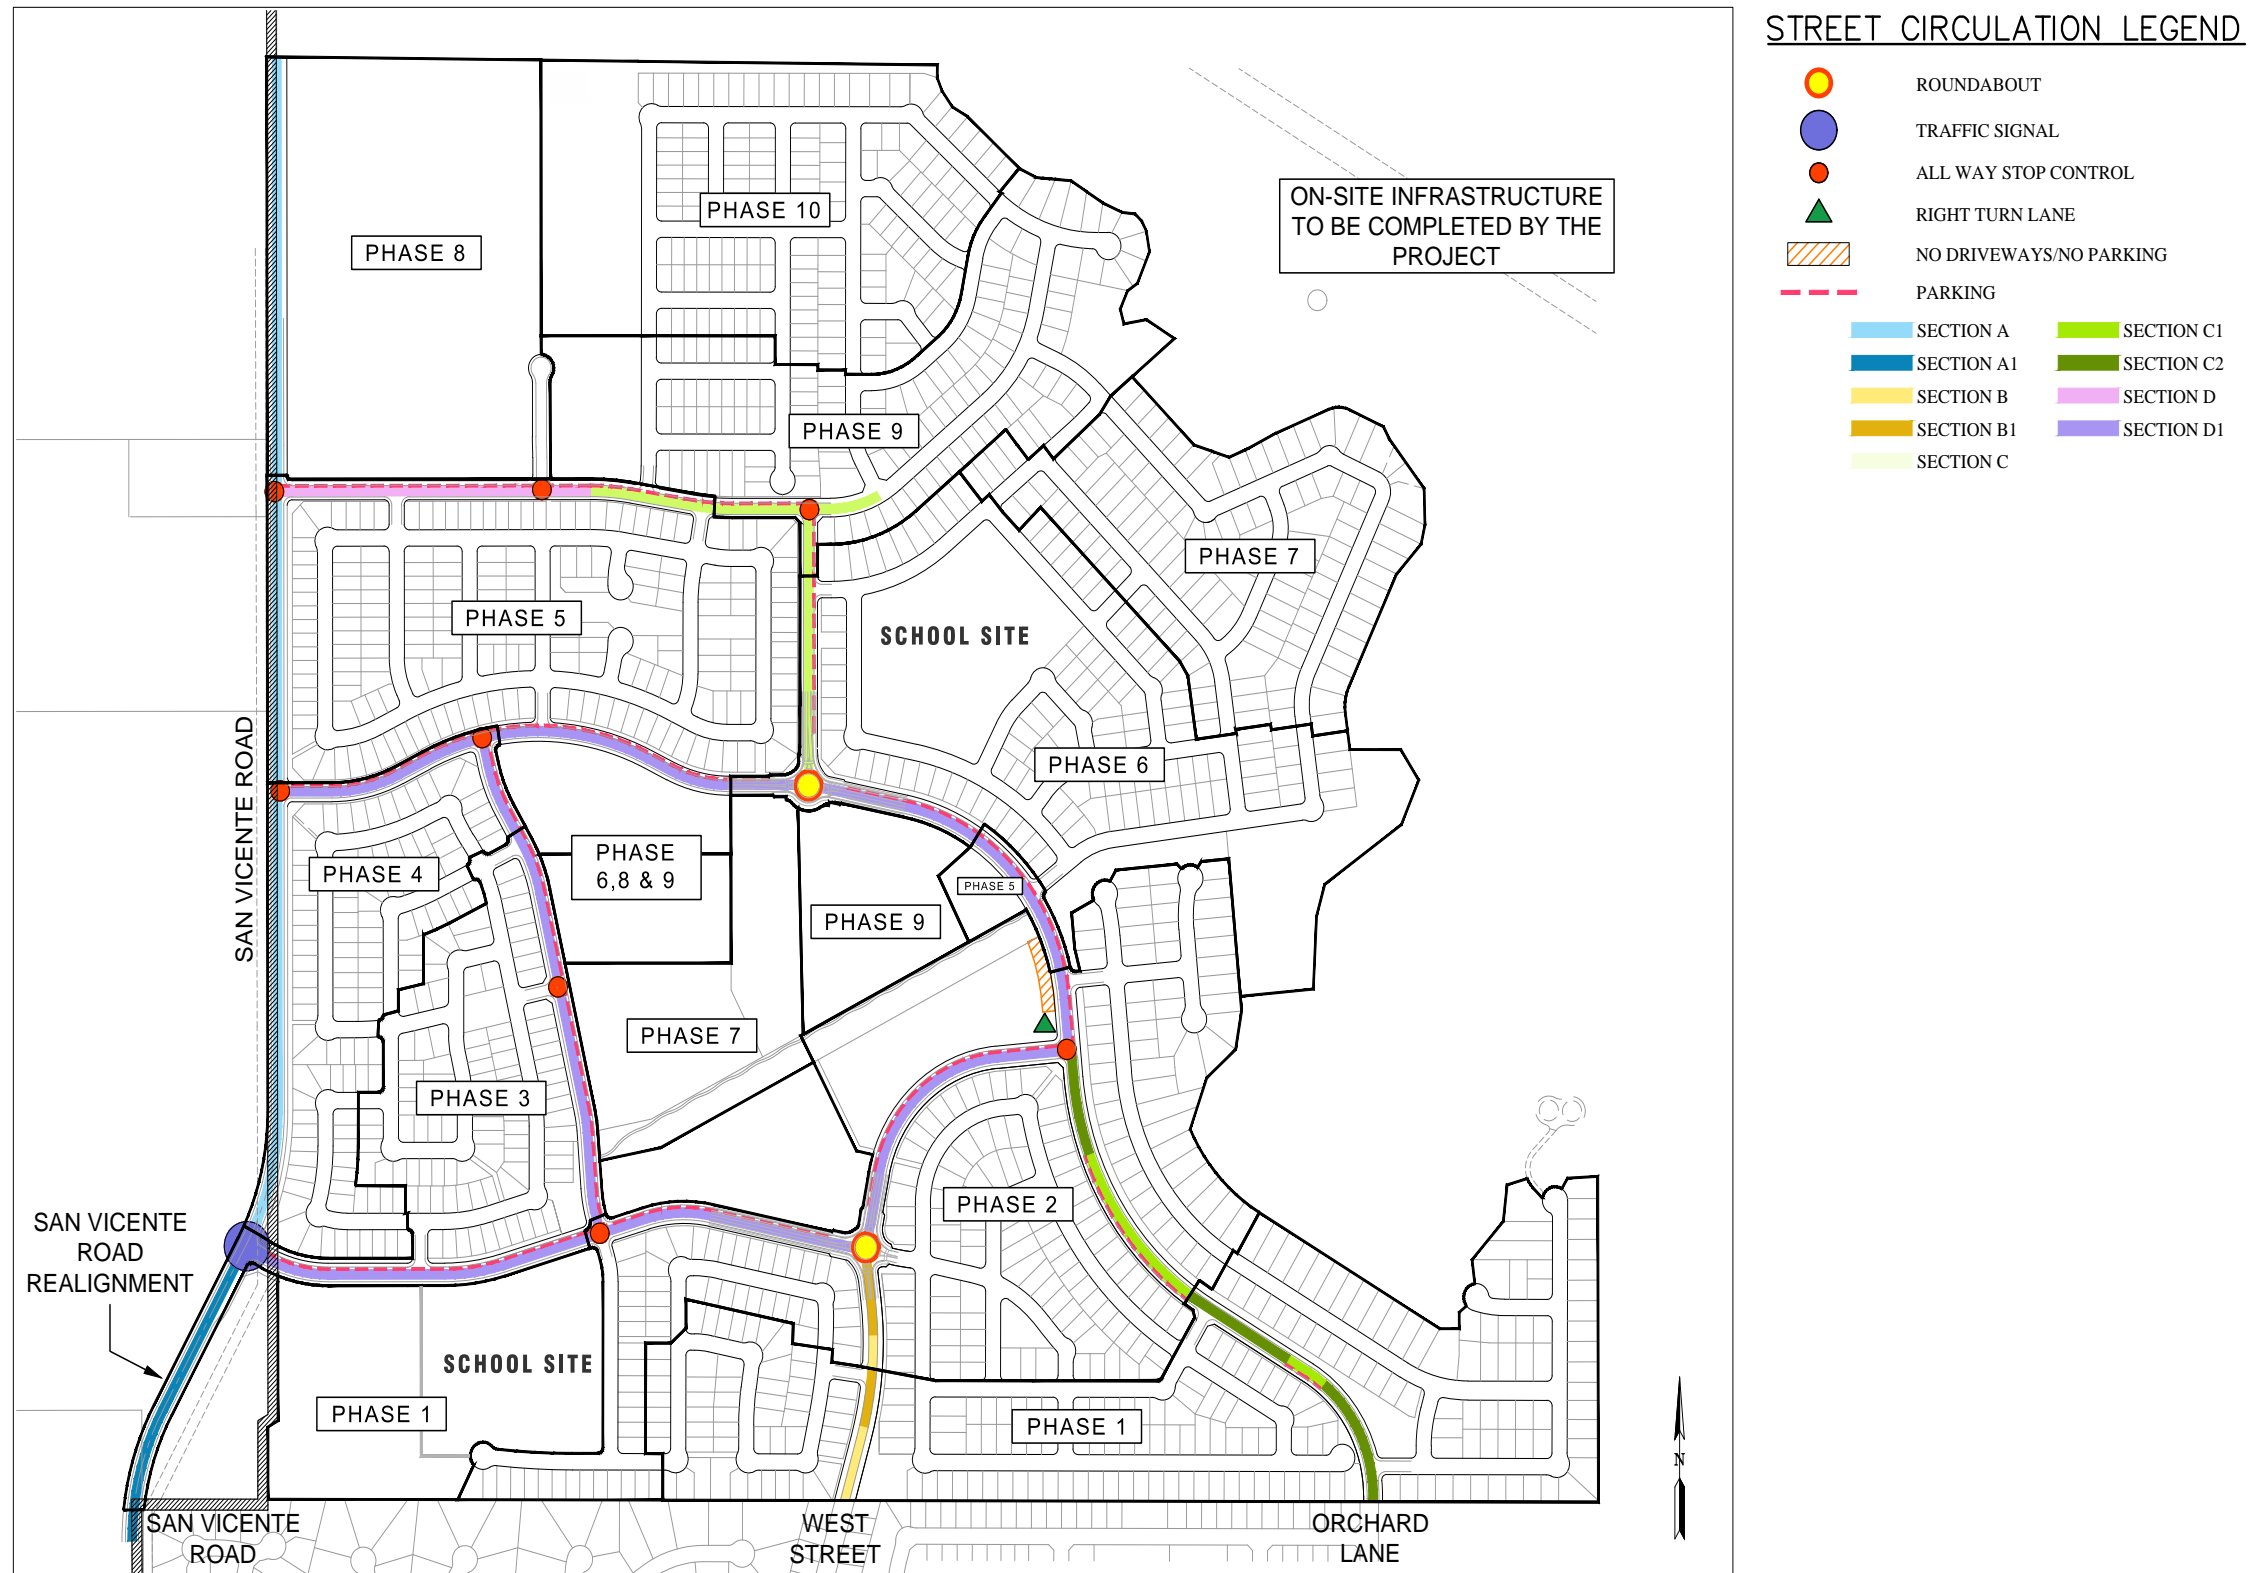 STREET CIRCULATION LEGEND
ROUNDABOUT
TRAFFIC SIGNAL
ALL WAY STOP CONTROL
RIGHT TURN LANE
NO DRIVEWAYS/NO PARKING
PARKING
SECTION A
SECTION C1
SECTION A1
SECTION C2
SECTION B
SECTION D
SECTION B1
SECTION D1
SECTION C
ON-SITE INFRASTRUCTURE
TO BE COMPLETED BY THE
PROJECT
PHASE 10
PHASE 8
PHASE 9
PHASE 7
PHASE 5
SCHOOL SITE
SAN VICENTE ROAD
PHASE 6
PHASE
6,8 & 9
PHASE 4
PHASE 5
PHASE 9
PHASE 7
PHASE 3
PHASE 2
SAN VICENTE
ROAD
REALIGNMENT
SCHOOL SITE
PHASE 1
PHASE 1
N
SAN VICENTE
ROAD
WEST
STREET
ORCHARD
LANE